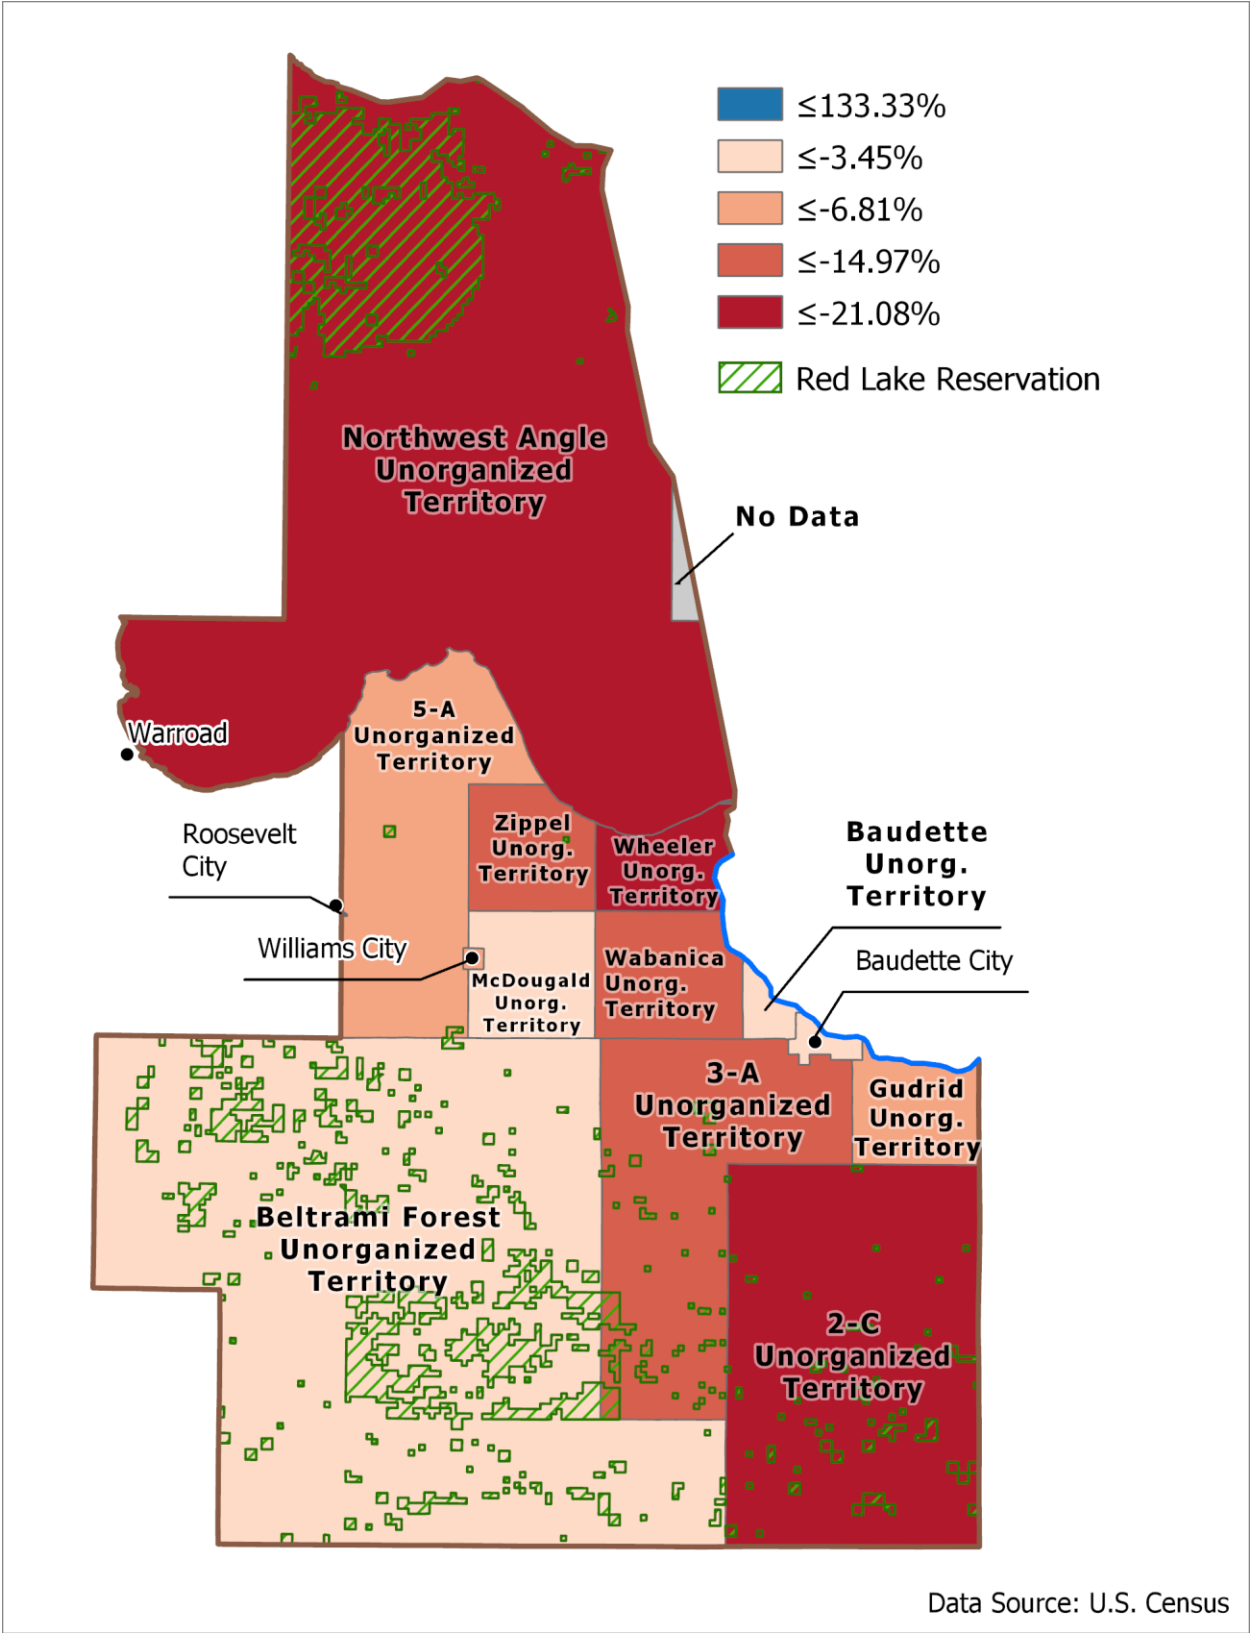 ≤133.33%
≤-3.45%
≤-6.81%
≤-14.97%
≤-21.08%
Red Lake Reservation
Northwest Angle
Unorganized
Territory
No Data
5-A
Unorganized
Territory
Warroad
Zippel
Unorg.
Territory
Wheeler
Unorg.
Territory
Roosevelt
City
Baudette
Unorg.
Territory
Williams City
McDougald
Unorg.
Territory
Wabanica
Unorg.
Territory
Baudette City
3-A
Unorganized
Territory
Gudrid
Unorg.
Territory
Beltrami Forest
Unorganized
Territory
2-C
Unorganized
Territory
Data Source: U.S. Census